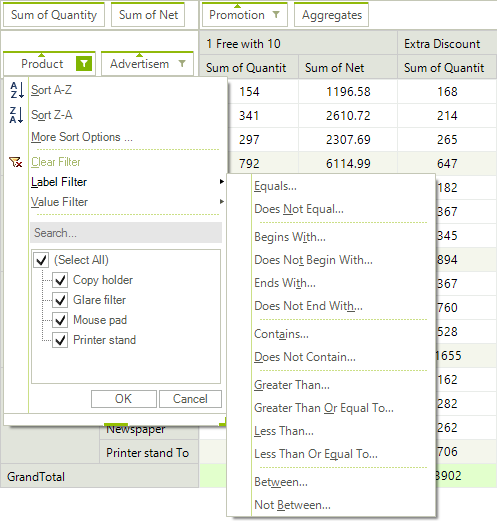 Sum of Quantity Sum of Net Promotion Aggregates
1 Free with 10 Extra Discount
Product Advertisem Sum of Quantit Sum of Net Sum of Quantit
Sort A-Z 154 1196.58 168
Sort Z-A 341 2610.72 214
More Sort Options ... 297 2307.69 265
Clear Filter 792 6114.99 647
Label Filter Equals... 182
Value Filter Does Not Equal... 367
Search... Begins With... 345
(Select All) Does Not Begin With... 894
Copy holder Ends With... 367
Glare filter Does Not End With... 760
Mouse pad Contains... 528
Printer stand Does Not Contain... 1655
Greater Than... 162
OK Cancel Greater Than Or Equal To... 282
Newspaper Less Than... 262
Printer stand To Less Than Or Equal To... 706
GrandTotal Between... 3902
Not Between...